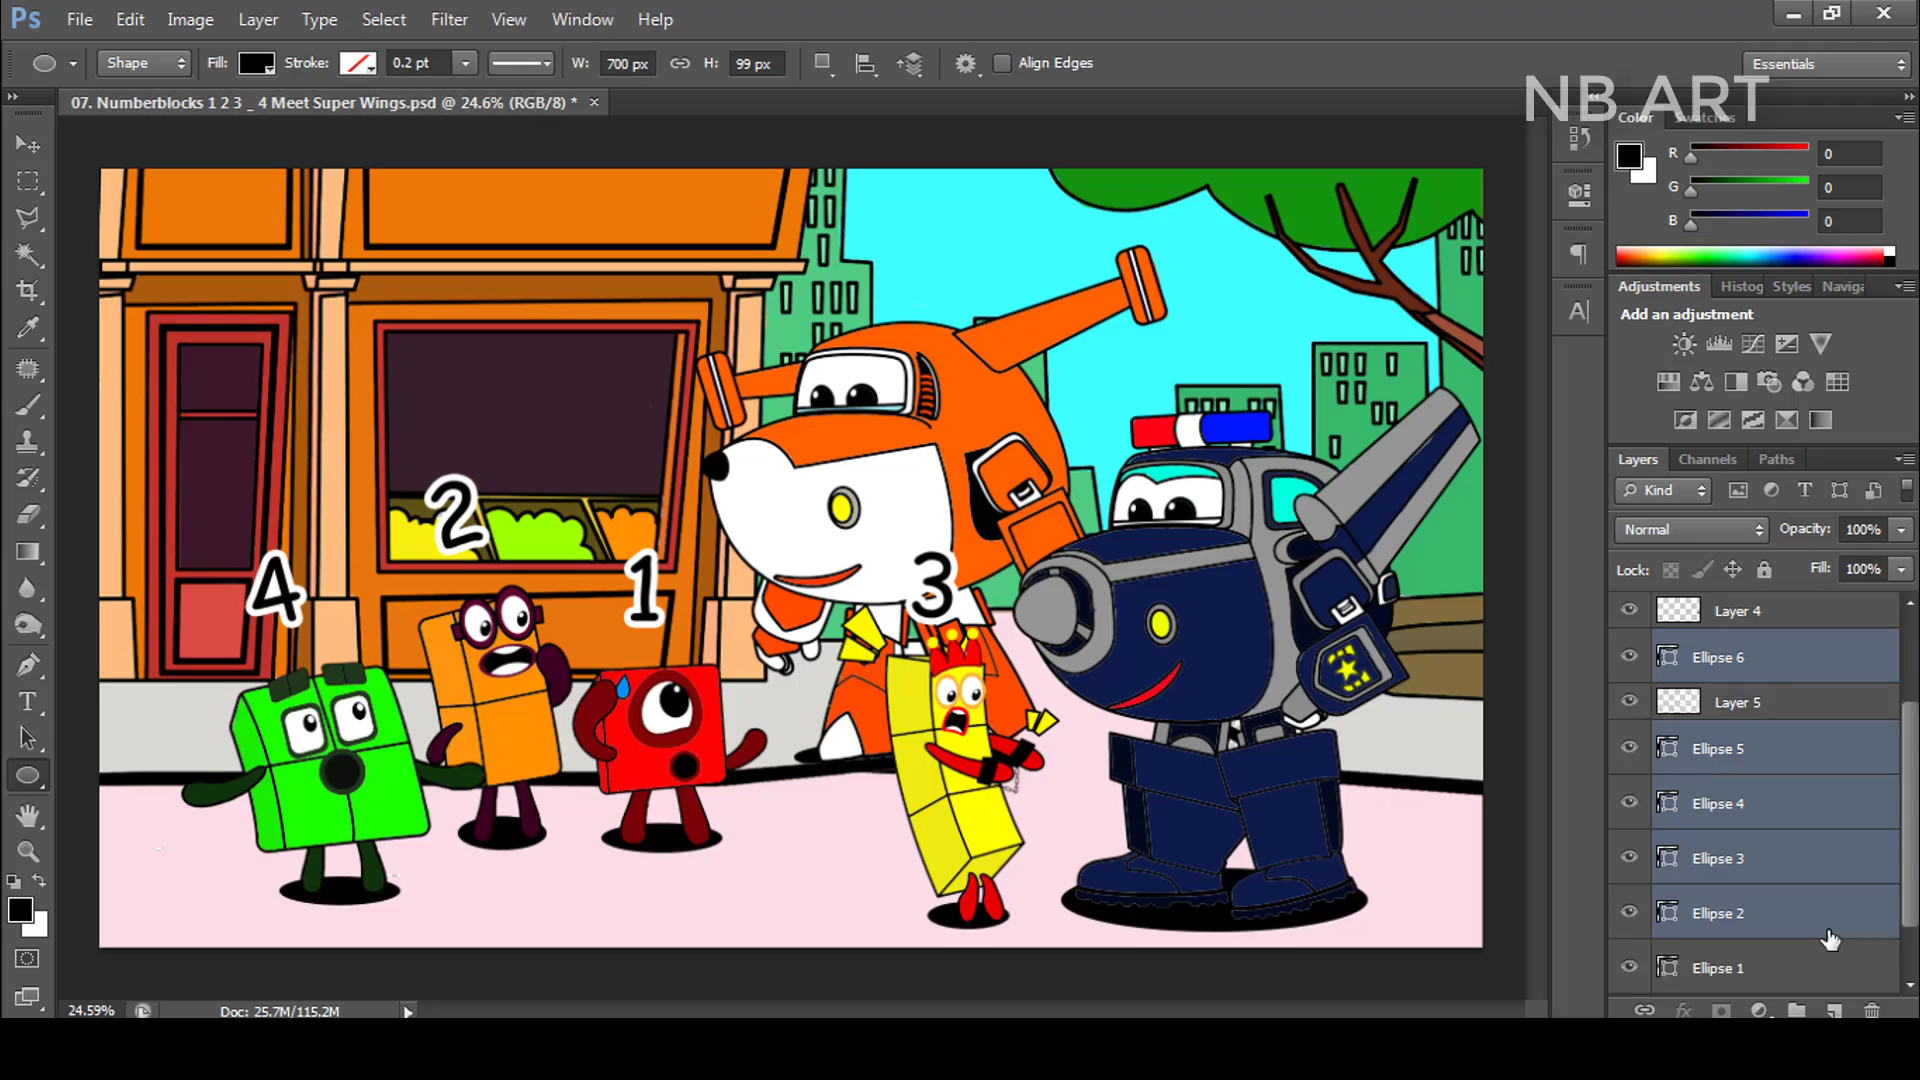 Ps File Edit Image Layer Type Select Filter View Window Help
Shape Fill: Stroke: 0.2 pt W: 700 px H: 99 px Align Edges
Essentials
NB ART
07. Numberblocks 1 2 3 _ 4 Meet Super Wings.psd @ 24.6% (RGB/8) * ×
Color Swatches
R 0
G 0
B 0
Adjustments Histog Styles Naviga
Add an adjustment
Layers Channels Paths
Kind
Normal Opacity: 100%
Lock: Fill: 100%
Layer 4
Ellipse 6
Layer 5
Ellipse 5
Ellipse 4
Ellipse 3
Ellipse 2
Ellipse 1
2
4
1
3
24.59% Doc: 25.7M/115.2M